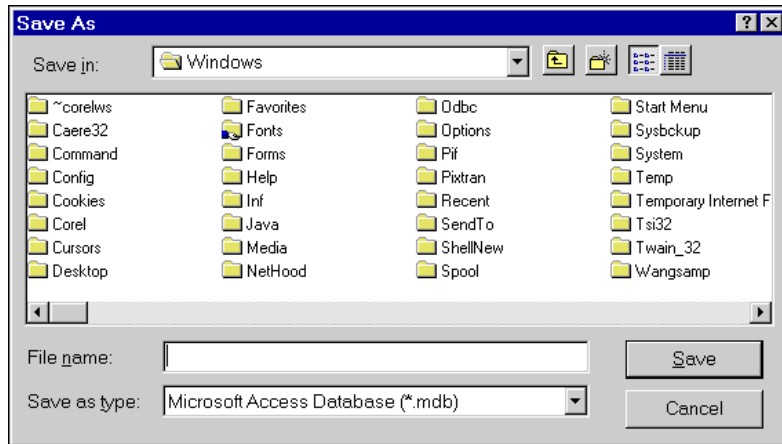 Save As
Save in: Windows
~corelws Favorites Odbc Start Menu
Caere32 Fonts Options Sysbckup
Command Forms Pif System
Config Help Pixtran Temp
Cookies Inf Recent Temporary Internet F
Corel Java SendTo Tsi32
Cursors Media ShellNew Twain_32
Desktop NetHood Spool Wangsamp
File name: Save
Save as type: Microsoft Access Database (*.mdb) Cancel